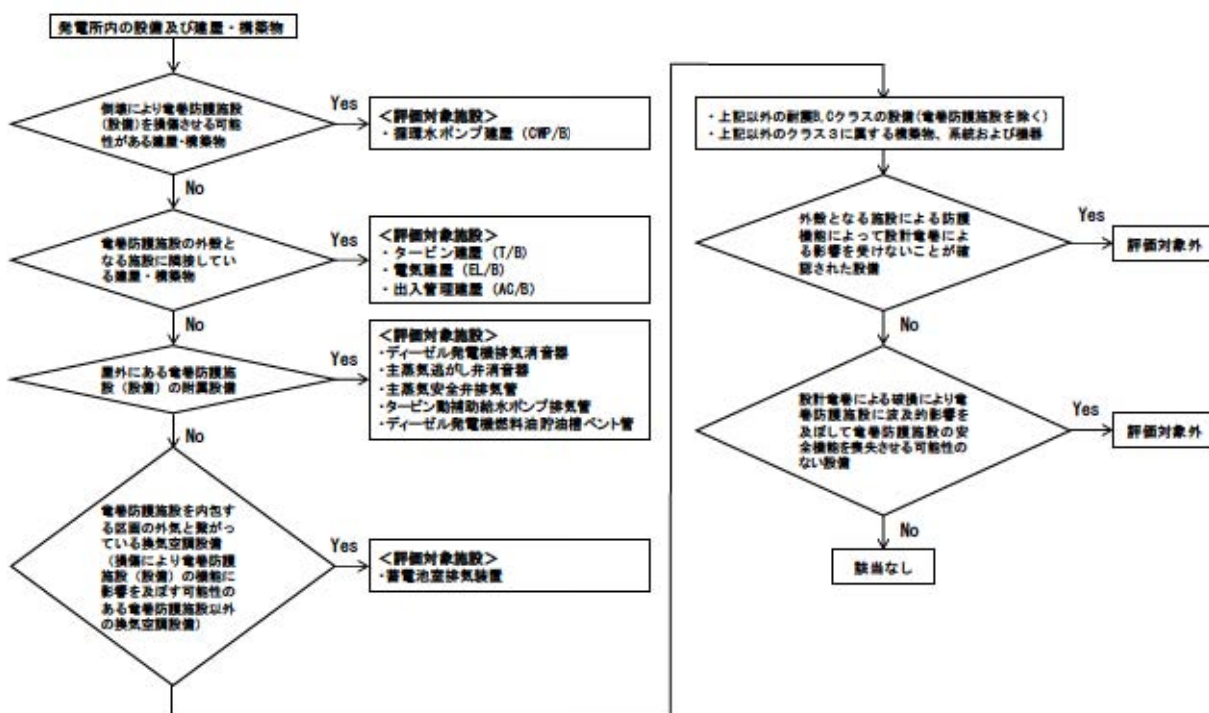 発電所内の設備及び建屋・構築物
倒壊により竜巻防護施設
(設備)を損傷させる可能
性がある建屋・構築物
Yes
<評価対象施設>
・循環水ポンプ建屋 (CWP/B)
No
竜巻防護施設の外殻と
なる施設に隣接してい
る建屋・構築物
Yes
<評価対象施設>
・タービン建屋 (T/B)
・電気建屋 (EL/B)
・出入管理建屋 (AC/B)
No
屋外にある竜巻防護施
設(設備)の附属設備
Yes
<評価対象施設>
・ディーゼル発電機排気消音器
・主蒸気逃がし弁消音器
・主蒸気安全弁排気管
・タービン動補助給水ポンプ排気管
・ディーゼル発電機燃料油貯油槽ベント管
No
竜巻防護施設を内包す
る区画の外気と繋がっ
ている換気空調設備
(損傷により竜巻防護
施設(設備)の機能に
影響を及ぼす可能性の
ある竜巻防護施設以外
の換気空調設備)
Yes
<評価対象施設>
・蓄電池室排気装置
・上記以外の耐震B,Cクラスの設備(竜巻防護施設を除く)
・上記以外のクラス3に属する構築物、系統および機器
外殻となる施設による防護
機能によって設計竜巻によ
る影響を受けないことが確
認された設備
Yes
評価対象外
No
設計竜巻による破損により竜
巻防護施設に波及的影響を
及ぼして竜巻防護施設の安
全機能を喪失させる可能性の
ない設備
Yes
評価対象外
No
該当なし